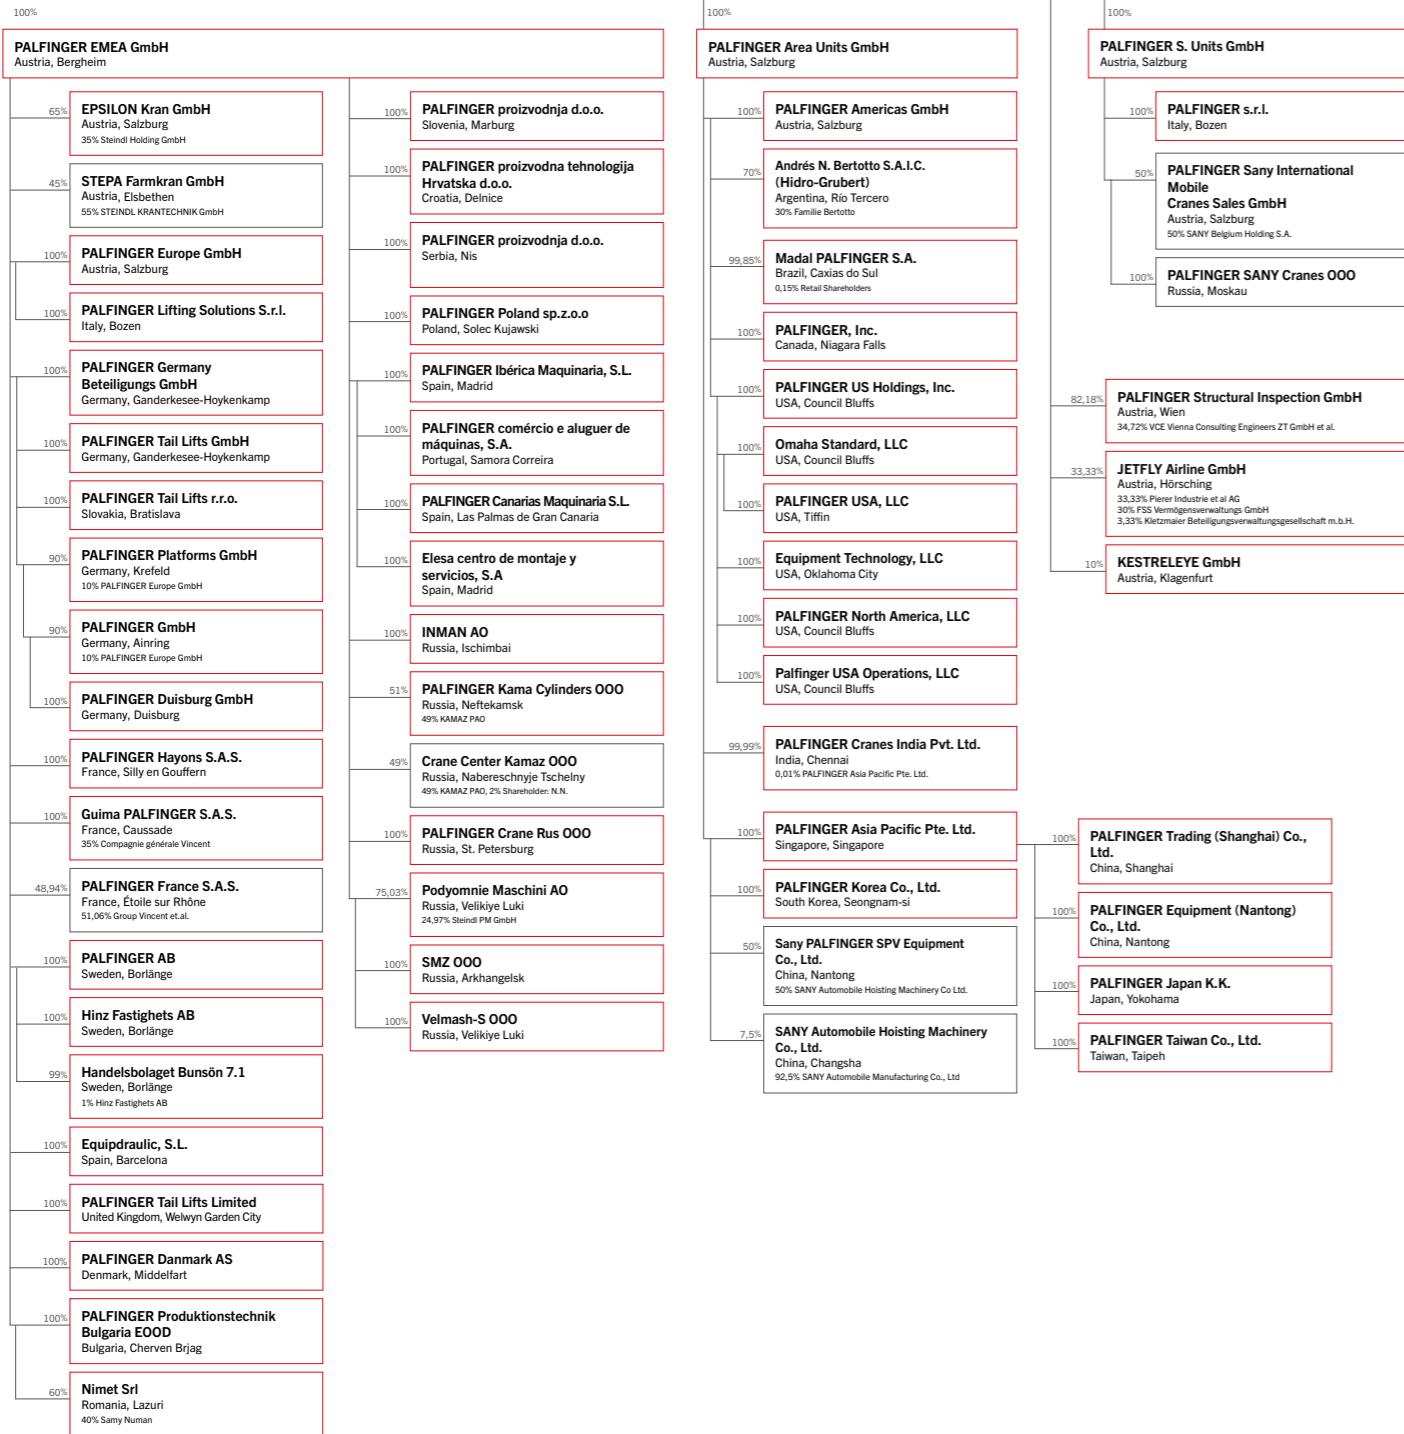 100%
PALFINGER EMEA GmbH
Austria, Bergheim
65%
EPSILON Kran GmbH
Austria, Salzburg
35% Steindl Holding GmbH
45%
STEPA Farmkran GmbH
Austria, Elsbethen
55% STEINDL KRANTECHNIK GmbH
100%
PALFINGER Europe GmbH
Austria, Salzburg
100%
PALFINGER Lifting Solutions S.r.l.
Italy, Bozen
100%
PALFINGER Germany
Beteiligungs GmbH
Germany, Ganderkesee-Hoykenkamp
100%
PALFINGER Tail Lifts GmbH
Germany, Ganderkesee-Hoykenkamp
100%
PALFINGER Tail Lifts r.r.o.
Slovakia, Bratislava
90%
PALFINGER Platforms GmbH
Germany, Krefeld
10% PALFINGER Europe GmbH
90%
PALFINGER GmbH
Germany, Ainring
10% PALFINGER Europe GmbH
100%
PALFINGER Duisburg GmbH
Germany, Duisburg
100%
PALFINGER Hayons S.A.S.
France, Silly en Gouffern
100%
Guima PALFINGER S.A.S.
France, Caussade
35% Compagnie générale Vincent
48,94%
PALFINGER France S.A.S.
France, Étoile sur Rhône
51,06% Group Vincent et.al.
100%
PALFINGER AB
Sweden, Borlänge
100%
Hinz Fastighets AB
Sweden, Borlänge
99%
Handelsbolaget Bunsön 7.1
Sweden, Borlänge
1% Hinz Fastighets AB
100%
Equipdraulic, S.L.
Spain, Barcelona
100%
PALFINGER Tail Lifts Limited
United Kingdom, Welwyn Garden City
100%
PALFINGER Danmark AS
Denmark, Middelfart
100%
PALFINGER Produktionstechnik
Bulgaria EOOD
Bulgaria, Cherven Brjag
60%
Nimet Srl
Romania, Lazuri
40% Samy Numan
100%
PALFINGER proizvodnja d.o.o.
Slovenia, Marburg
100%
PALFINGER proizvodna tehnologija
Hrvatska d.o.o.
Croatia, Delnice
100%
PALFINGER proizvodnja d.o.o.
Serbia, Nis
100%
PALFINGER Poland sp.z.o.o
Poland, Solec Kujawski
100%
PALFINGER Ibérica Maquinaria, S.L.
Spain, Madrid
100%
PALFINGER comércio e aluguer de
máquinas, S.A.
Portugal, Samora Correira
100%
PALFINGER Canarias Maquinaria S.L.
Spain, Las Palmas de Gran Canaria
100%
Elesa centro de montaje y
servicios, S.A
Spain, Madrid
100%
INMAN AO
Russia, Ischimbai
51%
PALFINGER Kama Cylinders OOO
Russia, Neftekamsk
49% KAMAZ PAO
49%
Crane Center Kamaz OOO
Russia, Nabereschnyje Tschelny
49% KAMAZ PAO, 2% Shareholder: N.N.
100%
PALFINGER Crane Rus OOO
Russia, St. Petersburg
75,03%
Podyomnie Maschini AO
Russia, Velikiye Luki
24,97% Steindl PM GmbH
100%
SMZ OOO
Russia, Arkhangelsk
100%
Velmash-S OOO
Russia, Velikiye Luki
100%
PALFINGER Area Units GmbH
Austria, Salzburg
100%
PALFINGER Americas GmbH
Austria, Salzburg
70%
Andrés N. Bertotto S.A.I.C.
(Hidro-Grubert)
Argentina, Río Tercero
30% Familie Bertotto
99,85%
Madal PALFINGER S.A.
Brazil, Caxias do Sul
0,15% Retail Shareholders
100%
PALFINGER, Inc.
Canada, Niagara Falls
100%
PALFINGER US Holdings, Inc.
USA, Council Bluffs
100%
Omaha Standard, LLC
USA, Council Bluffs
100%
PALFINGER USA, LLC
USA, Tiffin
100%
Equipment Technology, LLC
USA, Oklahoma City
100%
PALFINGER North America, LLC
USA, Council Bluffs
100%
Palfinger USA Operations, LLC
USA, Council Bluffs
99,99%
PALFINGER Cranes India Pvt. Ltd.
India, Chennai
0,01% PALFINGER Asia Pacific Pte. Ltd.
100%
PALFINGER Asia Pacific Pte. Ltd.
Singapore, Singapore
100%
PALFINGER Korea Co., Ltd.
South Korea, Seongnam-si
50%
Sany PALFINGER SPV Equipment
Co., Ltd.
China, Nantong
50% SANY Automobile Hoisting Machinery Co Ltd.
7,5%
SANY Automobile Hoisting Machinery
Co., Ltd.
China, Changsha
92,5% SANY Automobile Manufacturing Co., Ltd
100%
PALFINGER Trading (Shanghai) Co.,
Ltd.
China, Shanghai
100%
PALFINGER Equipment (Nantong)
Co., Ltd.
China, Nantong
100%
PALFINGER Japan K.K.
Japan, Yokohama
100%
PALFINGER Taiwan Co., Ltd.
Taiwan, Taipeh
100%
PALFINGER S. Units GmbH
Austria, Salzburg
100%
PALFINGER s.r.l.
Italy, Bozen
50%
PALFINGER Sany International
Mobile
Cranes Sales GmbH
Austria, Salzburg
50% SANY Belgium Holding S.A.
100%
PALFINGER SANY Cranes OOO
Russia, Moskau
82,18%
PALFINGER Structural Inspection GmbH
Austria, Wien
34,72% VCE Vienna Consulting Engineers ZT GmbH et al.
33,33%
JETFLY Airline GmbH
Austria, Hörsching
33,33% Pierer Industrie et al AG
30% FSS Vermögensverwaltungs GmbH
3,33% Kletzmaier Beteiligungsverwaltungsgesellschaft m.b.H.
10%
KESTRELEYE GmbH
Austria, Klagenfurt